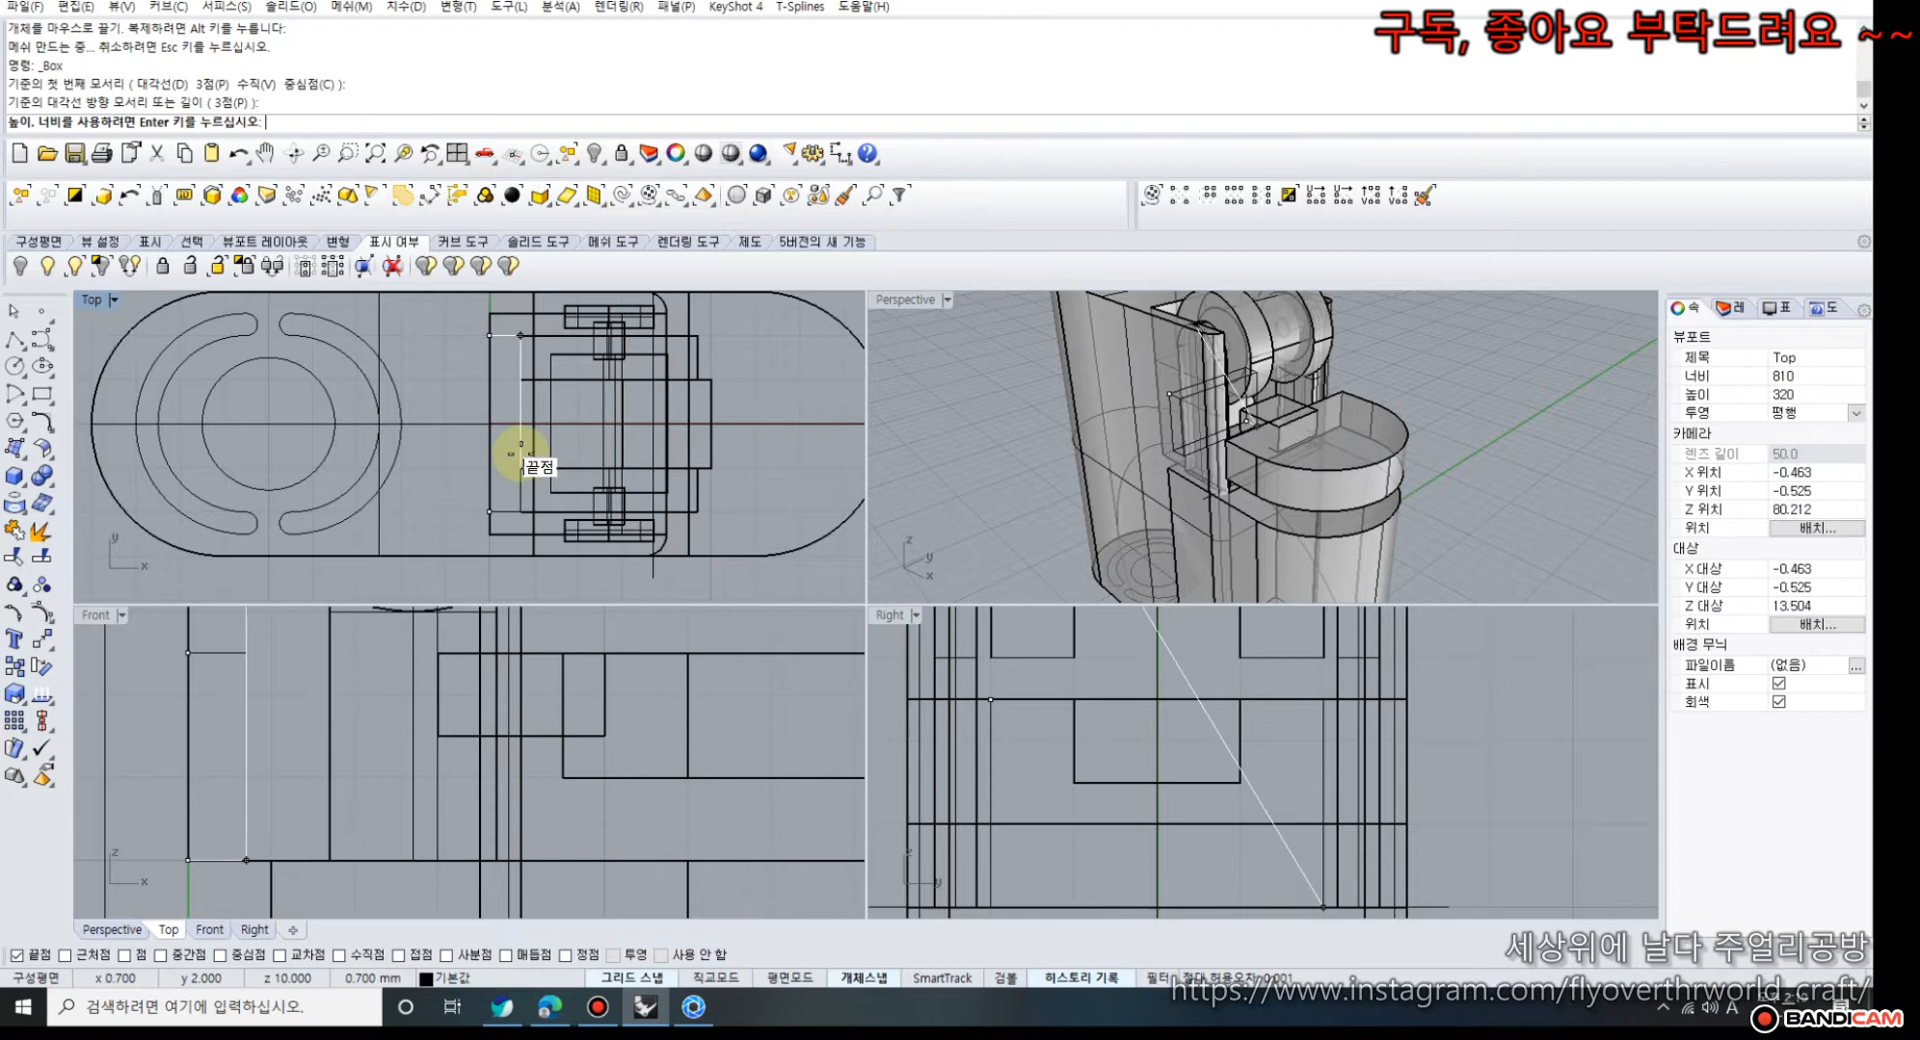 파일(F) 편집(E) 뷰(V) 커브(C) 서피스(S) 솔리드(O) 메쉬(M) 치수(D) 변형(T) 도구(L) 분석(A) 렌더링(R) 패널(P) KeyShot 4 T-Splines 도움말(H)
구독, 좋아요 부탁드려요 ~~
개체를 마우스로 끌기. 복제하려면 Alt 키를 누릅니다:
메쉬 만드는 중... 취소하려면 Esc 키를 누르십시오.
명령: _Box
기준의 첫 번째 모서리 ( 대각선(D) 3점(P) 수직(V) 중심점(C) ):
기준의 대각선 방향 모서리 또는 길이 ( 3점(P) ):
높이. 너비를 사용하려면 Enter 키를 누르십시오:
구성평면 뷰 설정 표시 선택 뷰포트 레이아웃 변형 표시 여부 커브 도구 솔리드 도구 메쉬 도구 렌더링 도구 제도 5버전의 새 기능
Top
Perspective
속 레 표 도
뷰포트
제목 Top
너비 810
높이 320
투영 평행
카메라
렌즈 길이 50.0
X 위치 -0.463
Y 위치 -0.525
Z 위치 80.212
위치 배치...
대상
X 대상 -0.463
Y 대상 -0.525
Z 대상 13.504
위치 배치...
배경 무늬
파일이름 (없음) ...
표시
회색
끝점
y
x
z
y
x
Front
Right
z
x
z
y
Perspective Top Front Right
끝점 근처점 점 중간점 중심점 교차점 수직점 접점 사분점 매듭점 정점 투영 사용 안 함
세상위에 날다 주얼리공방
구성평면 x 0.700 y 2.000 z 10.000 0.700 mm 기본값 그리드 스냅 직교모드 평면모드 개체스냅 SmartTrack 검볼 히스토리 기록 필터 절대 허용오차: 0.001
https://www.instagram.com/flyoverthrworld_craft/
검색하려면 여기에 입력하십시오.
A
BANDICAM